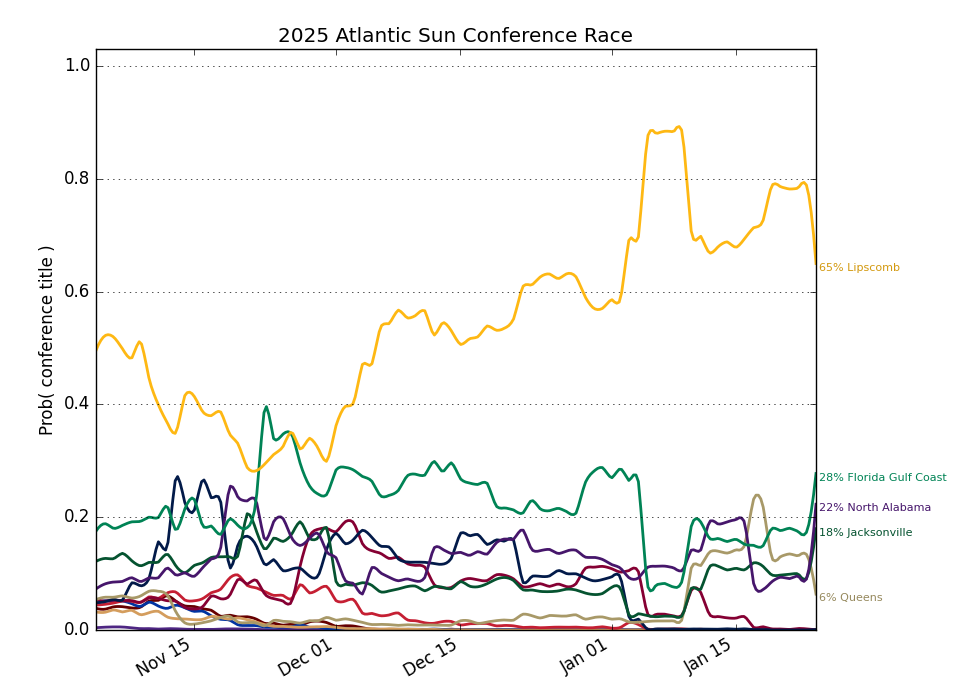 2025 Atlantic Sun Conference Race
1.0
0.8
0.6
0.4
0.2
0.0
Prob( conference title )
65% Lipscomb
28% Florida Gulf Coast
22% North Alabama
18% Jacksonville
6% Queens
Nov 15
Dec 01
Dec 15
Jan 01
Jan 15